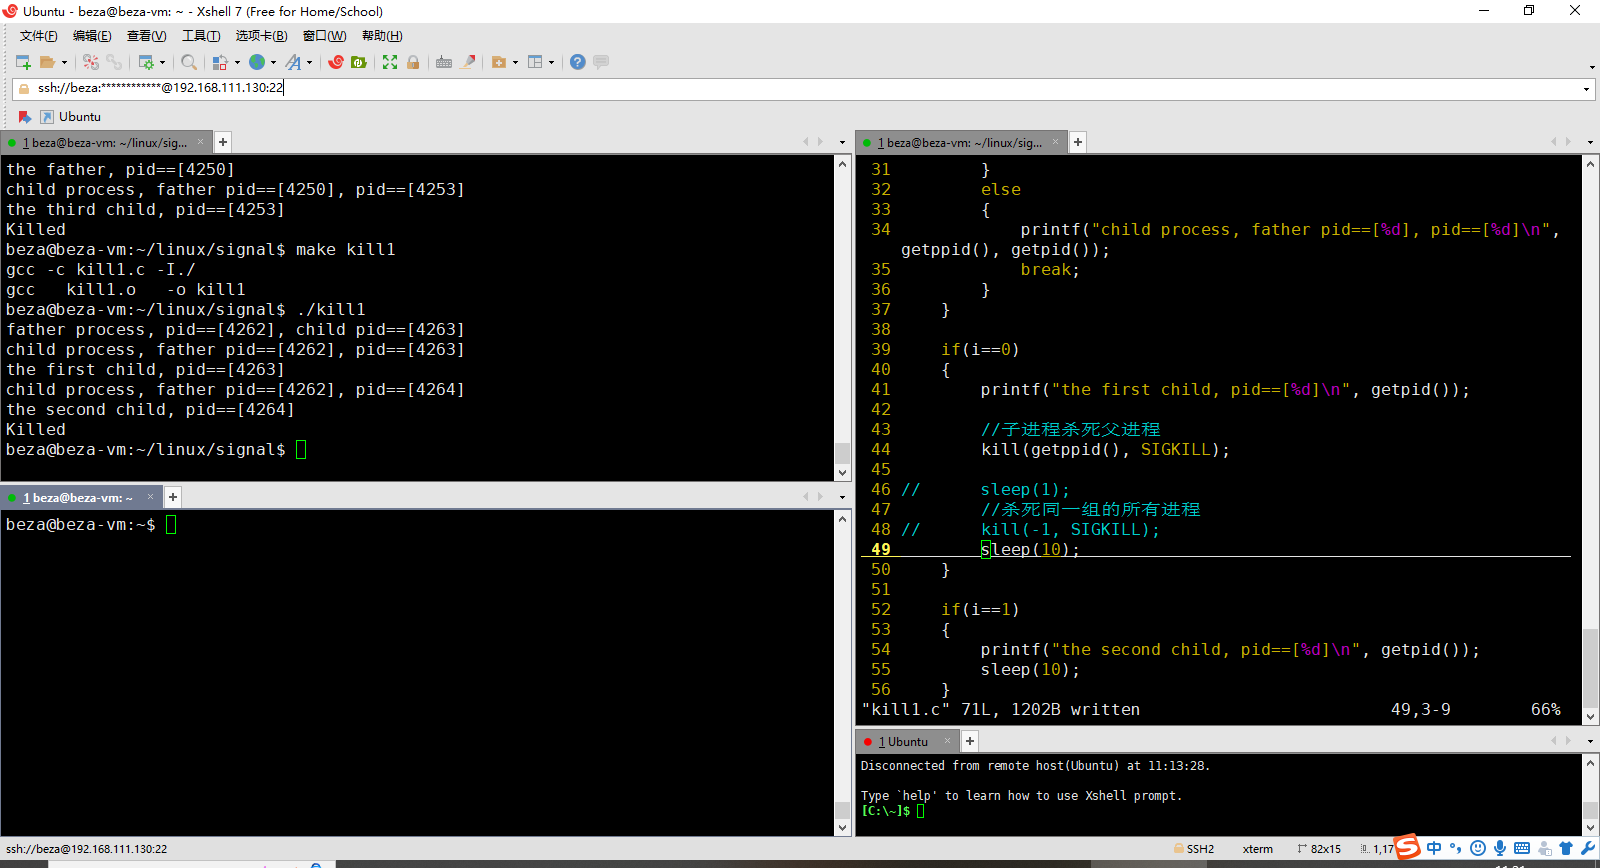 Ubuntu - beza@beza-vm: ~ - Xshell 7 (Free for Home/School)
文件(F) 编辑(E) 查看(V) 工具(T) 选项卡(B) 窗口(W) 帮助(H)
ssh://beza:************@192.168.111.130:22
Ubuntu
1 beza@beza-vm: ~/linux/sig...
the father, pid==[4250]
child process, father pid==[4250], pid==[4253]
the third child, pid==[4253]
Killed
beza@beza-vm:~/linux/signal$ make kill1
gcc -c kill1.c -I./
gcc   kill1.o   -o kill1
beza@beza-vm:~/linux/signal$ ./kill1
father process, pid==[4262], child pid==[4263]
child process, father pid==[4262], pid==[4263]
the first child, pid==[4263]
child process, father pid==[4262], pid==[4264]
the second child, pid==[4264]
Killed
beza@beza-vm:~/linux/signal$
1 beza@beza-vm: ~
beza@beza-vm:~$
1 beza@beza-vm: ~/linux/sig...
31         }
32         else
33         {
34             printf("child process, father pid==[%d], pid==[%d]\n",
getppid(), getpid());
35             break;
36         }
37     }
38
39     if(i==0)
40     {
41         printf("the first child, pid==[%d]\n", getpid());
42
43         //子进程杀死父进程
44         kill(getppid(), SIGKILL);
45
46 //      sleep(1);
47         //杀死同一组的所有进程
48 //      kill(-1, SIGKILL);
49         sleep(10);
50     }
51
52     if(i==1)
53     {
54         printf("the second child, pid==[%d]\n", getpid());
55         sleep(10);
56     }
"kill1.c" 71L, 1202B written 49,3-9 66%
1 Ubuntu
Disconnected from remote host(Ubuntu) at 11:13:28.
Type `help' to learn how to use Xshell prompt.
[C:\~]$
ssh://beza@192.168.111.130:22 SSH2 xterm 82x15 1,17 中